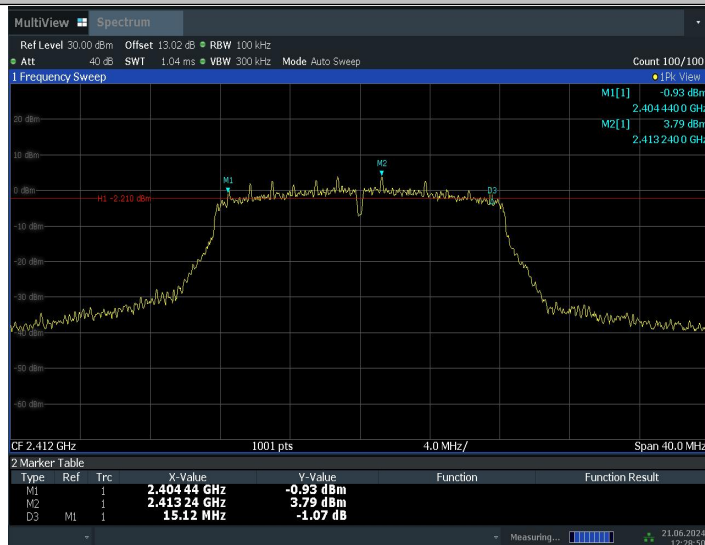 MultiView Spectrum
Ref Level 30.00 dBm Offset 13.02 dB RBW 100 kHz
Att 40 dB SWT 1.04 ms VBW 300 kHz Mode Auto Sweep Count 100/100
1 Frequency Sweep 1Pk View
M1[1] -0.93 dBm
2.404 440 0 GHz
20 dBm M2[1] 3.79 dBm
2.413 240 0 GHz
10 dBm
M2
M1
0 dBm D3
H1 -2.210 dBm
-10 dBm
-20 dBm
-30 dBm
-40 dBm
-50 dBm
-60 dBm
CF 2.412 GHz 1001 pts 4.0 MHz/ Span 40.0 MHz
2 Marker Table
Type Ref Trc X-Value Y-Value Function Function Result
M1 1 2.404 44 GHz -0.93 dBm
M2 1 2.413 24 GHz 3.79 dBm
D3 M1 1 15.12 MHz -1.07 dB
Measuring... 21.06.2024
12:28:50